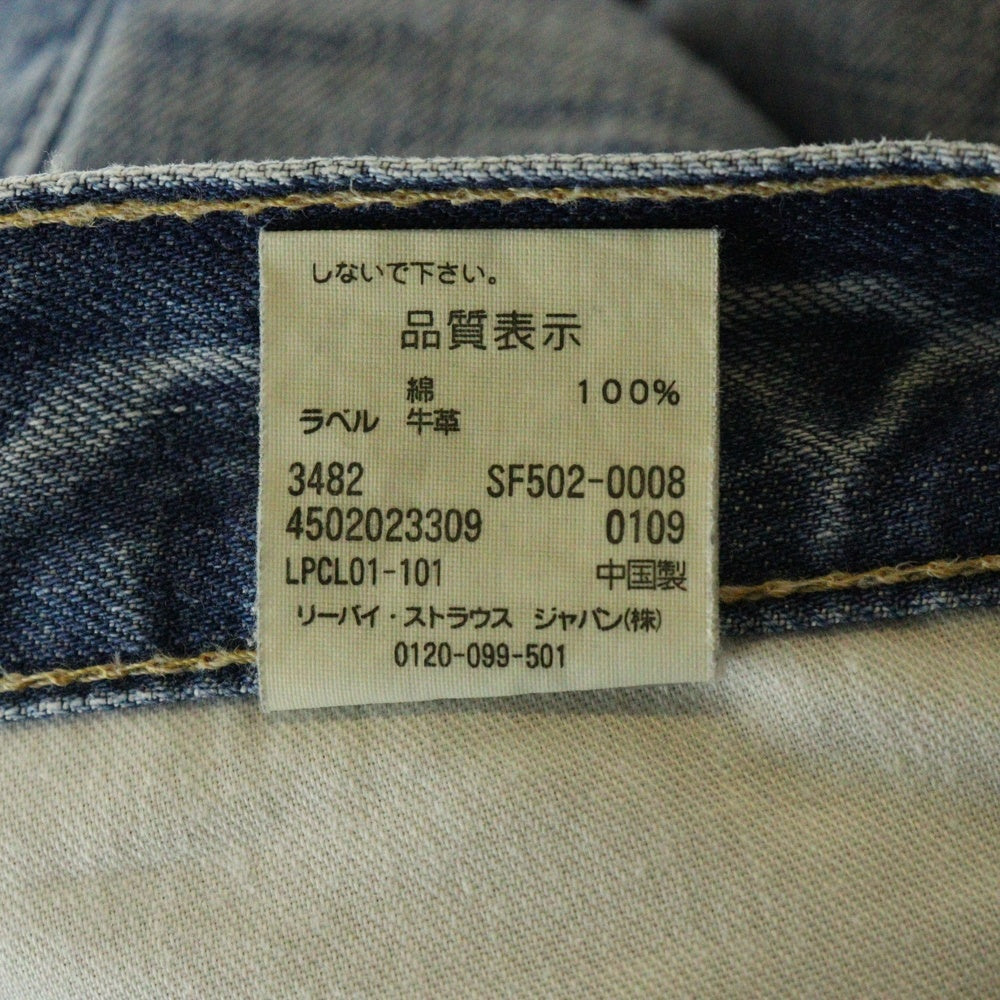 しないで下さい。
品質表示
綿 100%
ラベル 牛革
3482 SF502-0008
4502023309 0109
LPCL01-101 中国製
リーバイ・ストラウス ジャパン(株)
0120-099-501